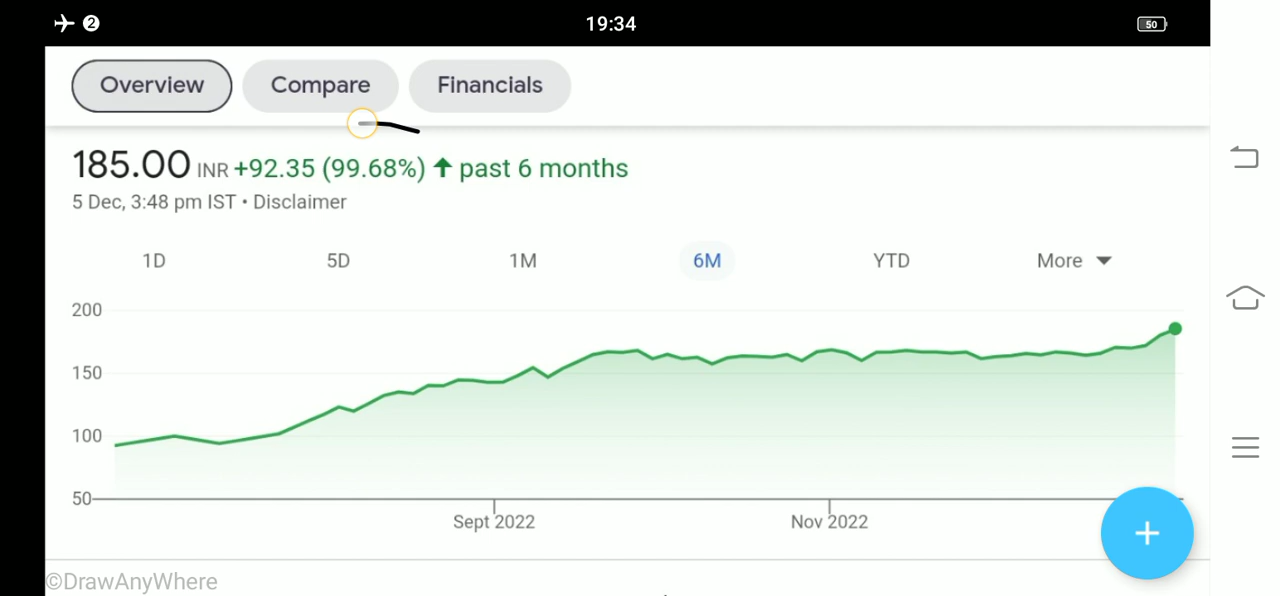 2 19:34 50
Overview Compare Financials
185.00 INR +92.35 (99.68%) ↑ past 6 months
5 Dec, 3:48 pm IST • Disclaimer
1D 5D 1M 6M YTD More
200
150
100
50
Sept 2022 Nov 2022
+
©DrawAnyWhere